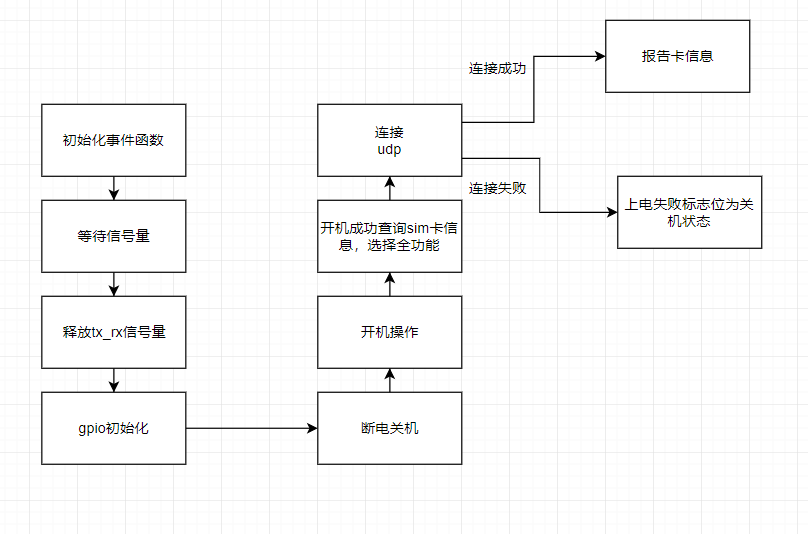 初始化事件函数
等待信号量
释放tx_rx信号量
gpio初始化
断电关机
开机操作
开机成功查询sim卡信
息，选择全功能
连接
udp
连接成功
报告卡信息
连接失败
上电失败标志位为关
机状态